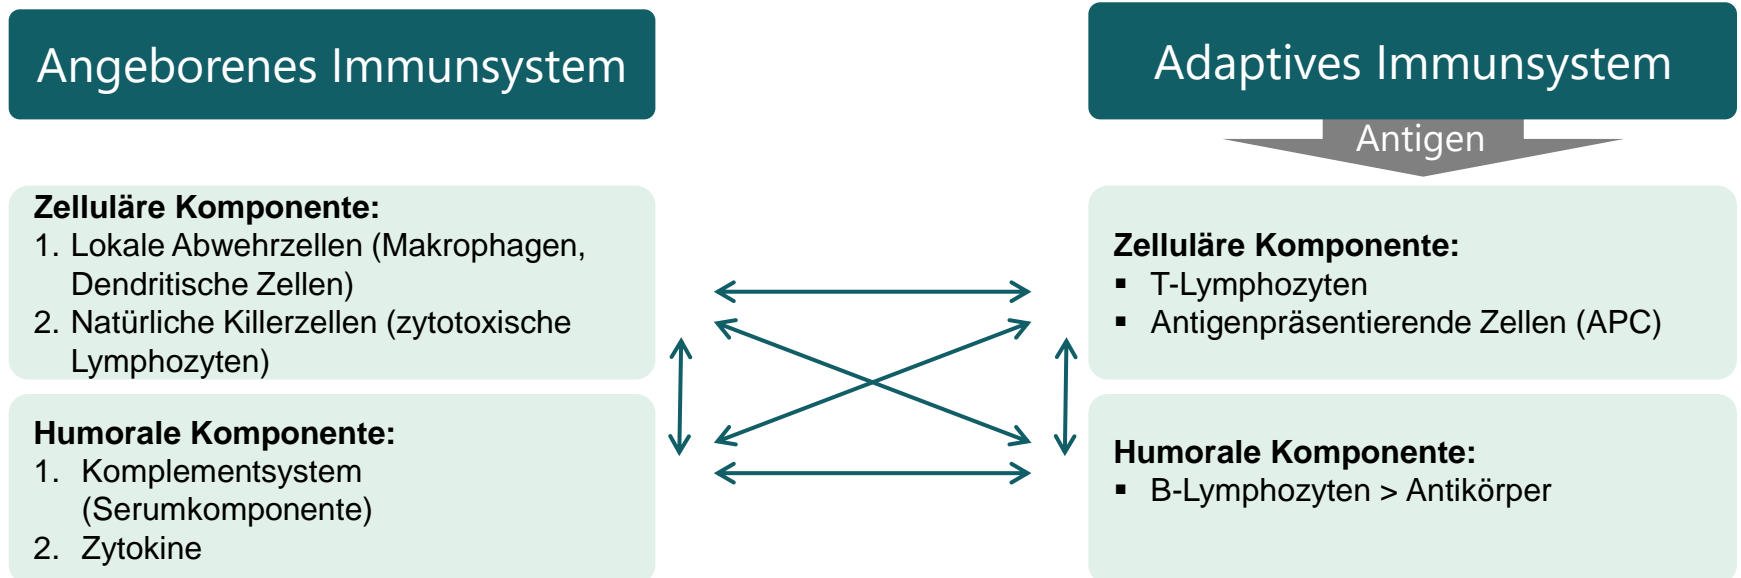 Angeborenes Immunsystem
Zelluläre Komponente:
1. Lokale Abwehrzellen (Makrophagen,
Dendritische Zellen)
2. Natürliche Killerzellen (zytotoxische
Lymphozyten)
Humorale Komponente:
1. Komplementsystem
(Serumkomponente)
2. Zytokine
Adaptives Immunsystem
Antigen
Zelluläre Komponente:
▪ T-Lymphozyten
▪ Antigenpräsentierende Zellen (APC)
Humorale Komponente:
▪ B-Lymphozyten > Antikörper